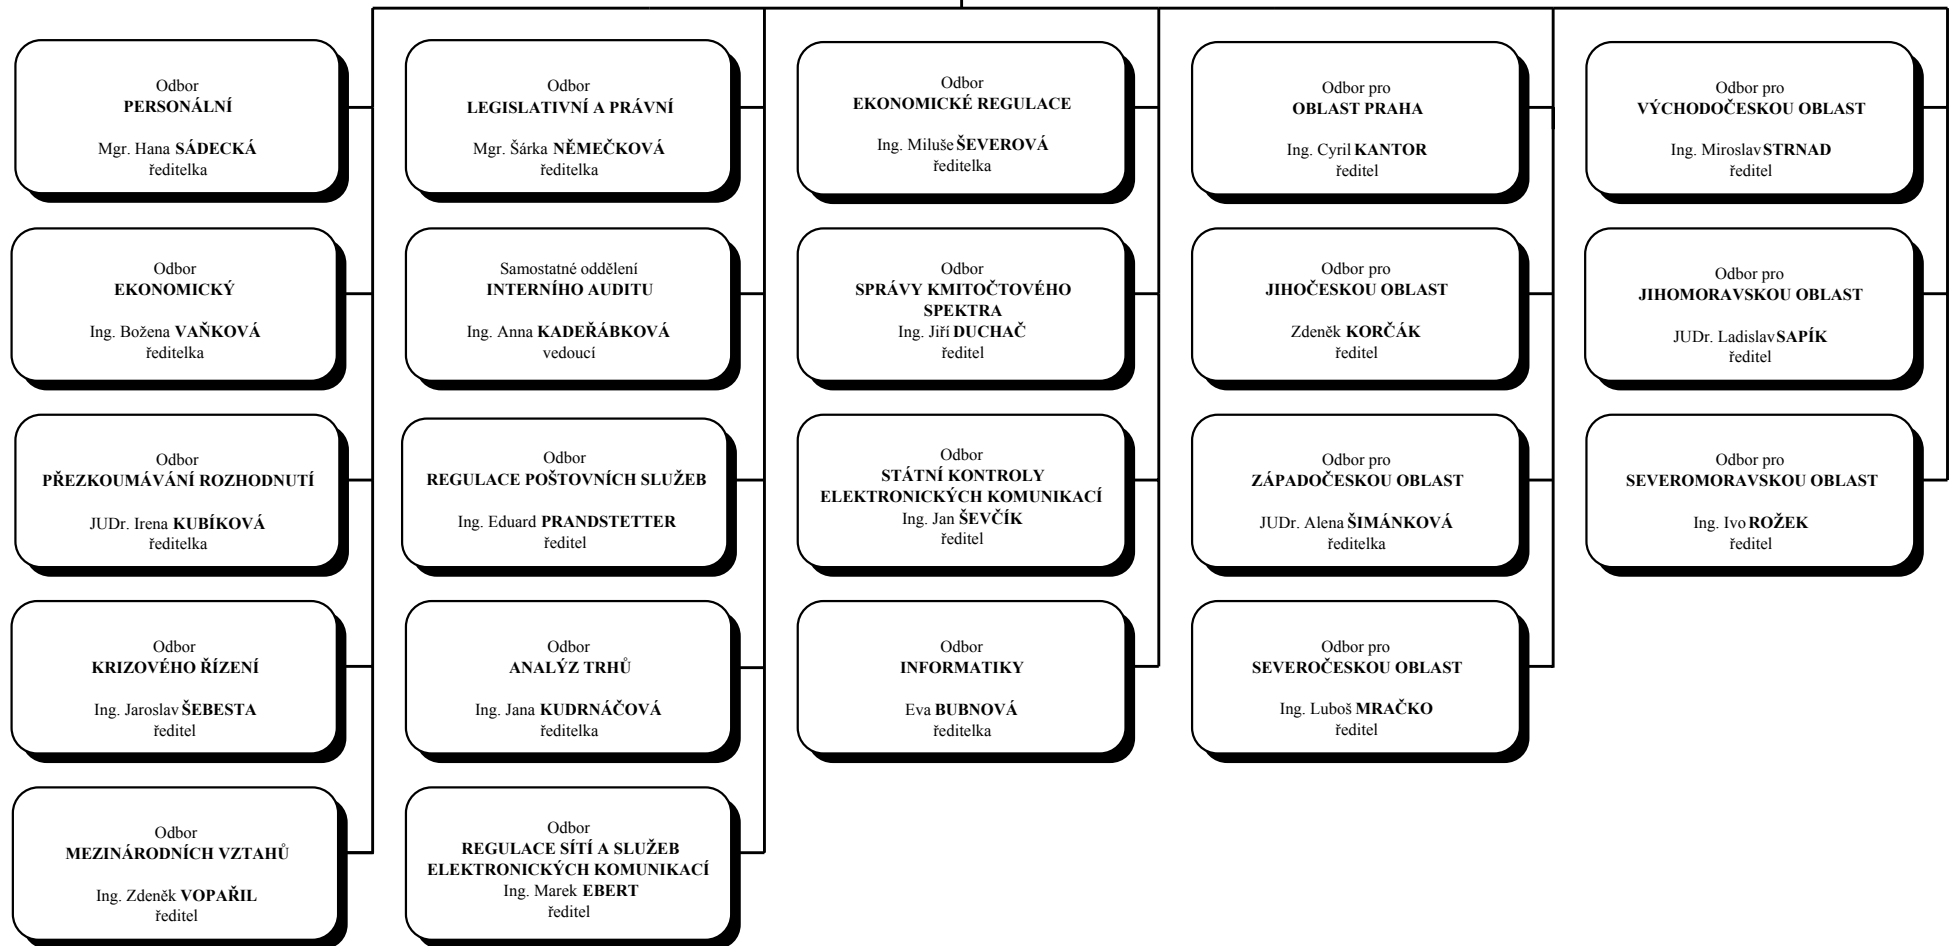 Odbor
PERSONÁLNÍ
Mgr. Hana SÁDECKÁ
ředitelka
Odbor
EKONOMICKÝ
Ing. Božena VAŇKOVÁ
ředitelka
Odbor
PŘEZKOUMÁVÁNÍ ROZHODNUTÍ
JUDr. Irena KUBÍKOVÁ
ředitelka
Odbor
KRIZOVÉHO ŘÍZENÍ
Ing. Jaroslav ŠEBESTA
ředitel
Odbor
MEZINÁRODNÍCH VZTAHŮ
Ing. Zdeněk VOPAŘIL
ředitel
Odbor
LEGISLATIVNÍ A PRÁVNÍ
Mgr. Šárka NĚMEČKOVÁ
ředitelka
Samostatné oddělení
INTERNÍHO AUDITU
Ing. Anna KADEŘÁBKOVÁ
vedoucí
Odbor
REGULACE POŠTOVNÍCH SLUŽEB
Ing. Eduard PRANDSTETTER
ředitel
Odbor
ANALÝZ TRHŮ
Ing. Jana KUDRNÁČOVÁ
ředitelka
Odbor
REGULACE SÍTÍ A SLUŽEB
ELEKTRONICKÝCH KOMUNIKACÍ
Ing. Marek EBERT
ředitel
Odbor
EKONOMICKÉ REGULACE
Ing. Miluše ŠEVEROVÁ
ředitelka
Odbor
SPRÁVY KMITOČTOVÉHO
SPEKTRA
Ing. Jiří DUCHAČ
ředitel
Odbor
STÁTNÍ KONTROLY
ELEKTRONICKÝCH KOMUNIKACÍ
Ing. Jan ŠEVČÍK
ředitel
Odbor
INFORMATIKY
Eva BUBNOVÁ
ředitelka
Odbor pro
OBLAST PRAHA
Ing. Cyril KANTOR
ředitel
Odbor pro
JIHOČESKOU OBLAST
Zdeněk KORČÁK
ředitel
Odbor pro
ZÁPADOČESKOU OBLAST
JUDr. Alena ŠIMÁNKOVÁ
ředitelka
Odbor pro
SEVEROČESKOU OBLAST
Ing. Luboš MRAČKO
ředitel
Odbor pro
VÝCHODOČESKOU OBLAST
Ing. Miroslav STRNAD
ředitel
Odbor pro
JIHOMORAVSKOU OBLAST
JUDr. Ladislav SAPÍK
ředitel
Odbor pro
SEVEROMORAVSKOU OBLAST
Ing. Ivo ROŽEK
ředitel